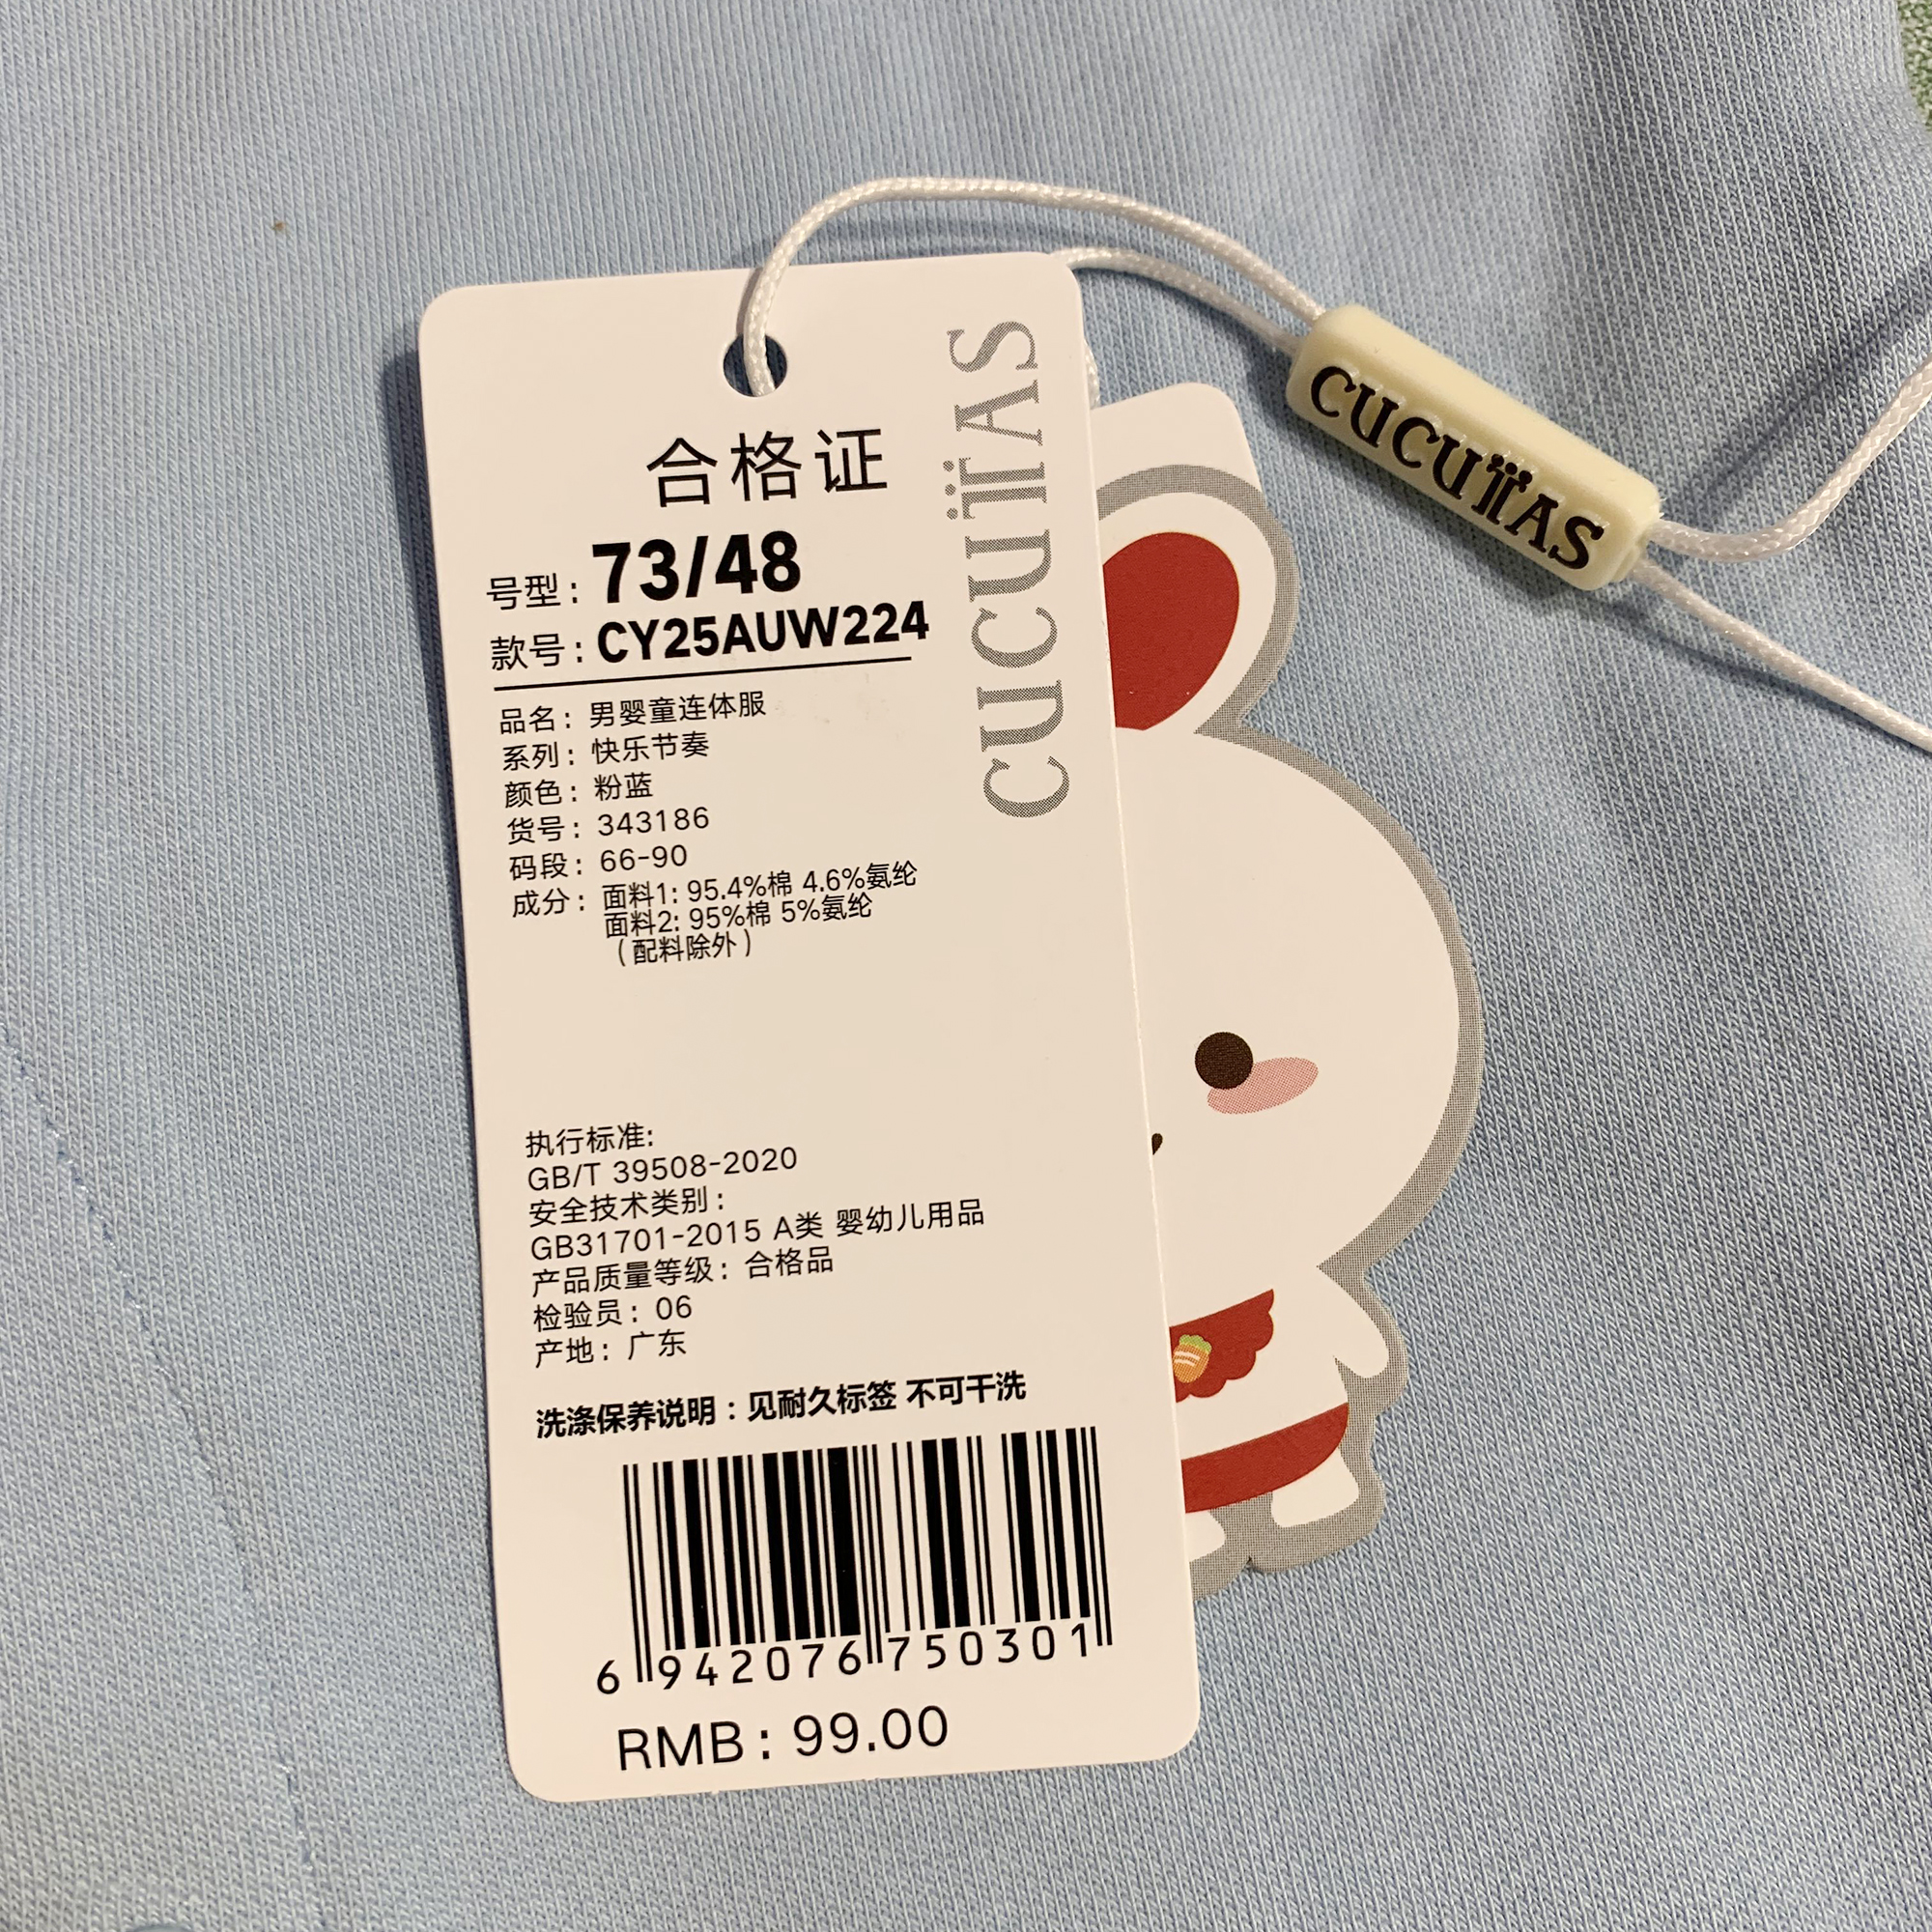 CUCUÏÏAS
CUCUÏÏAS
合格证
号型：73/48
款号：CY25AUW224
品名：男婴童连体服
系列：快乐节奏
颜色：粉蓝
货号：343186
码段：66-90
成分：面料1: 95.4%棉 4.6%氨纶
面料2: 95%棉 5%氨纶
（配料除外）
执行标准:
GB/T 39508-2020
安全技术类别：
GB31701-2015 A类 婴幼儿用品
产品质量等级：合格品
检验员：06
产地：广东
洗涤保养说明：见耐久标签 不可干洗
6 942076 750301
RMB：99.00